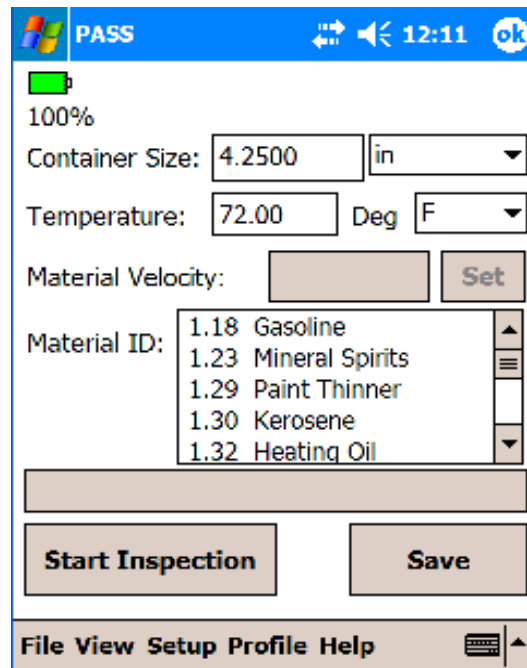 PASS 12:11 ok
100%
Container Size: 4.2500 in
Temperature: 72.00 Deg F
Material Velocity: Set
Material ID:
1.18 Gasoline
1.23 Mineral Spirits
1.29 Paint Thinner
1.30 Kerosene
1.32 Heating Oil
Start Inspection Save
File View Setup Profile Help